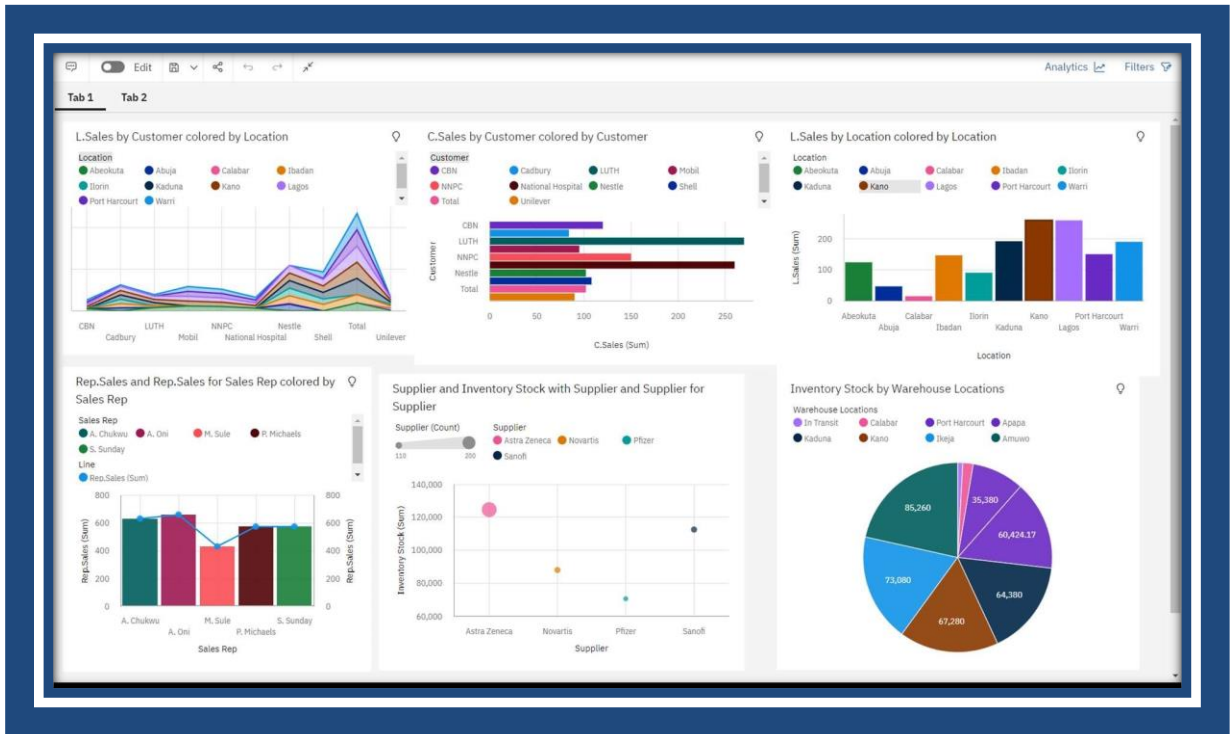 Edit
Analytics
Filters
Tab 1 Tab 2
L.Sales by Customer colored by Location
Location
Abeokuta Abuja Calabar Ibadan
Ilorin Kaduna Kano Lagos
Port Harcourt Warri
CBN LUTH NNPC Nestle Total
Cadbury Mobil National Hospital Shell Unilever
C.Sales by Customer colored by Customer
Customer
CBN Cadbury LUTH Mobil
NNPC National Hospital Nestle Shell
Total Unilever
Customer
CBN
LUTH
NNPC
Nestle
Total
0 50 100 150 200 250
C.Sales (Sum)
L.Sales by Location colored by Location
Location
Abeokuta Abuja Calabar Ibadan Ilorin
Kaduna Kano Lagos Port Harcourt Warri
L.Sales (Sum)
200
100
0
Abeokuta Calabar Ilorin Kano Port Harcourt
Abuja Ibadan Kaduna Lagos Warri
Location
Rep.Sales and Rep.Sales for Sales Rep colored by
Sales Rep
Sales Rep
A. Chukwu A. Oni M. Sule P. Michaels
S. Sunday
Line
Rep.Sales (Sum)
Rep.Sales (Sum)
800 800
600 600
400 400
200 200
0 0
Rep.Sales (Sum)
A. Chukwu M. Sule S. Sunday
A. Oni P. Michaels
Sales Rep
Supplier and Inventory Stock with Supplier and Supplier for
Supplier
Supplier (Count)
110 200
Supplier
Astra Zeneca Novartis Pfizer
Sanofi
Inventory Stock (Sum)
140,000
120,000
100,000
80,000
60,000
Astra Zeneca Novartis Pfizer Sanofi
Supplier
Inventory Stock by Warehouse Locations
Warehouse Locations
In Transit Calabar Port Harcourt Apapa
Kaduna Kano Ikeja Amuwo
35,380
85,260
60,424.17
73,080
64,380
67,280